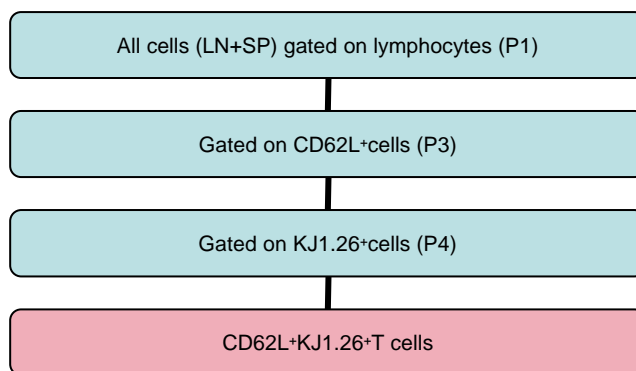 All cells (LN+SP) gated on lymphocytes (P1)
Gated on CD62L⁺cells (P3)
Gated on KJ1.26⁺cells (P4)
CD62L⁺KJ1.26⁺T cells